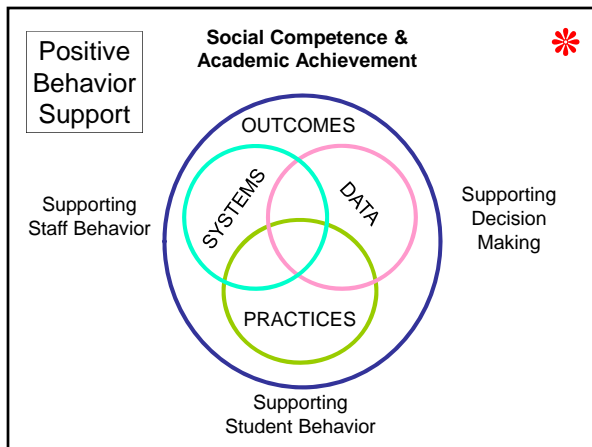 Positive
Behavior
Support
Social Competence &
Academic Achievement
OUTCOMES
SYSTEMS
DATA
Supporting
Staff Behavior
Supporting
Decision
Making
PRACTICES
Supporting
Student Behavior